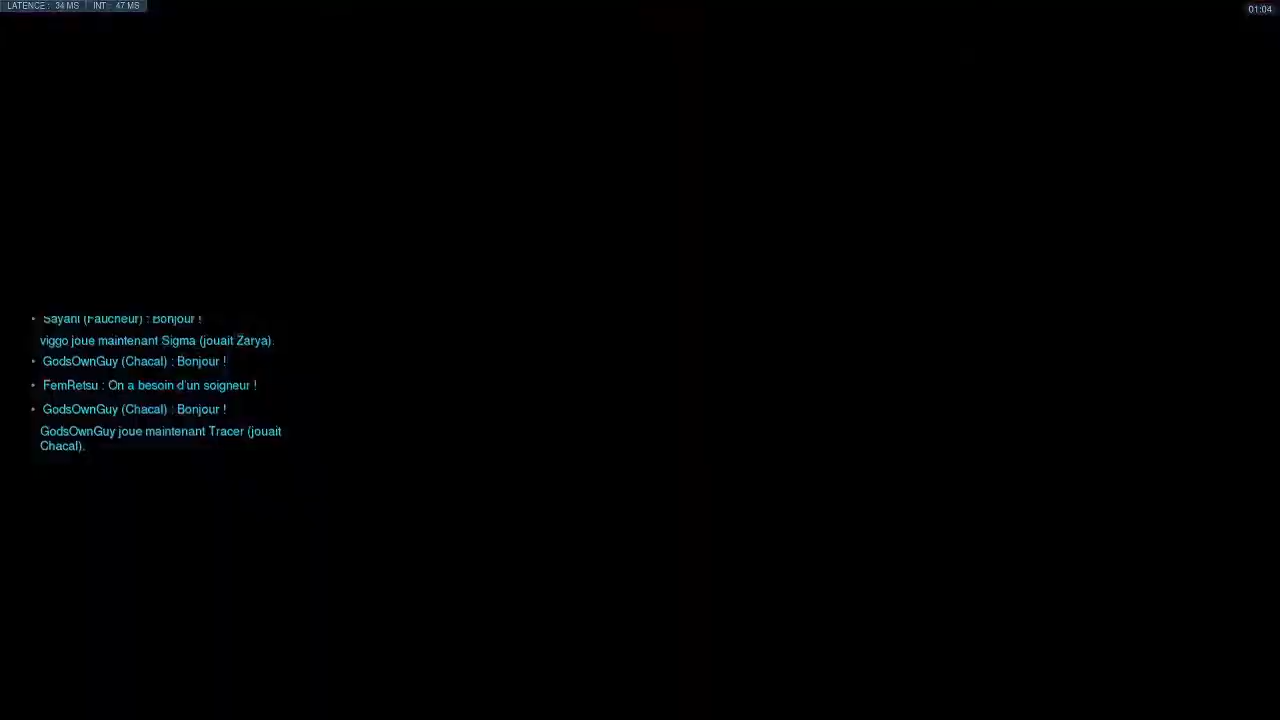 LATENCE : 34 MS | INT : 47 MS
01:04
• Sayani (Faucheur) : Bonjour !
viggo joue maintenant Sigma (jouait Zarya).
• GodsOwnGuy (Chacal) : Bonjour !
• FemRetsu : On a besoin d'un soigneur !
• GodsOwnGuy (Chacal) : Bonjour !
GodsOwnGuy joue maintenant Tracer (jouait
Chacal).